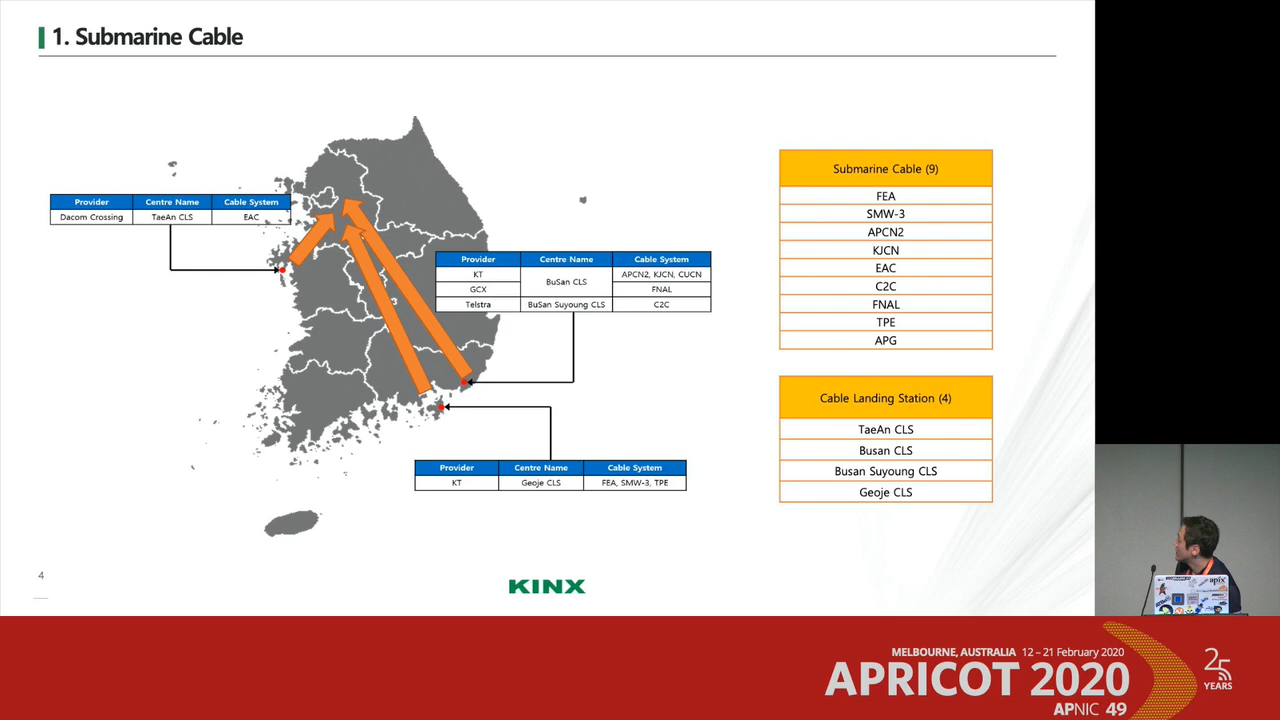 1. Submarine Cable
Provider Centre Name Cable System
Dacom Crossing TaeAn CLS EAC
Provider Centre Name Cable System
KT BuSan CLS APCN2, KJCN, CUCN
GCX FNAL
Telstra BuSan Suyoung CLS C2C
Provider Centre Name Cable System
KT Geoje CLS FEA, SMW-3, TPE
Submarine Cable (9)
FEA
SMW-3
APCN2
KJCN
EAC
C2C
FNAL
TPE
APG
Cable Landing Station (4)
TaeAn CLS
Busan CLS
Busan Suyoung CLS
Geoje CLS
4
KINX
apix
MELBOURNE, AUSTRALIA 12 – 21 February 2020
APRICOT 2020
APNIC 49
25
YEARS